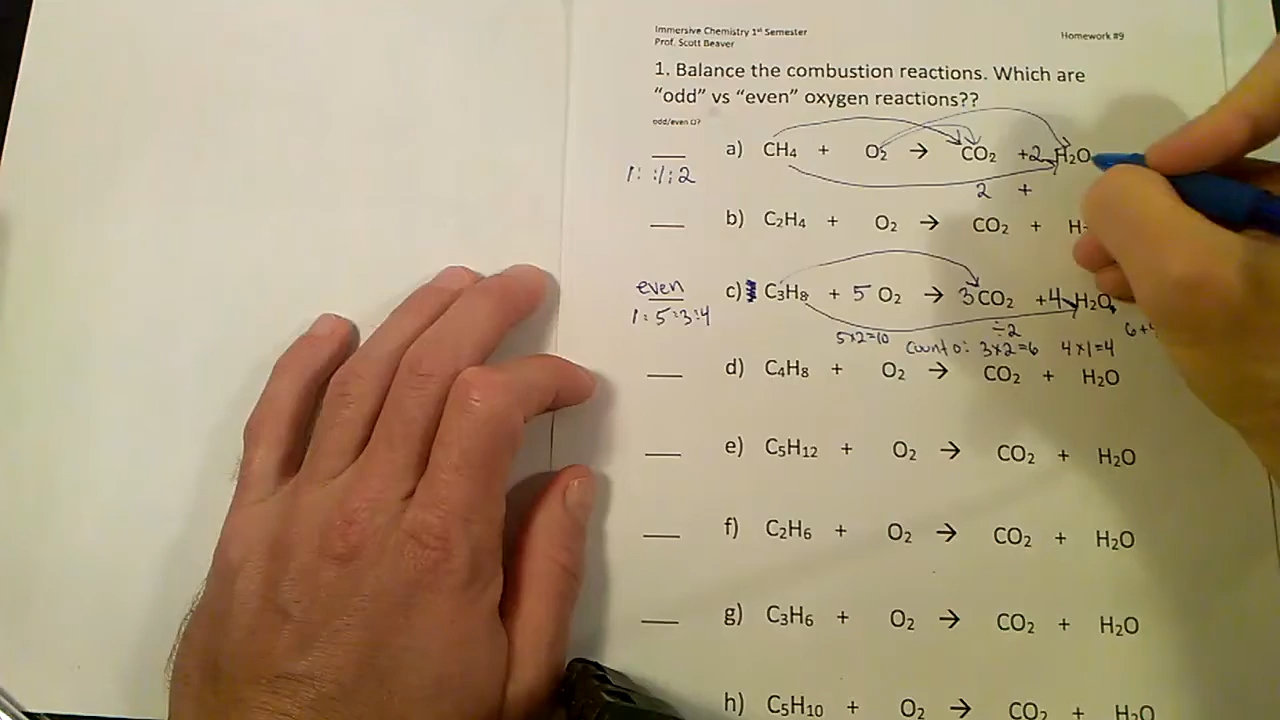 Immersive Chemistry 1st Semester
Prof. Scott Beaver
Homework #9
1. Balance the combustion reactions. Which are
“odd” vs “even” oxygen reactions??
odd/even O?
a) CH₄ + O₂ → CO₂ + 2 H₂O
1: :1:2
2 +
b) C₂H₄ + O₂ → CO₂ + H
even c) C₃H₈ + 5 O₂ → 3 CO₂ + 4 H₂O
1:5:3:4
÷2
5x2=10 Count O: 3x2=6 4x1=4 6+
d) C₄H₈ + O₂ → CO₂ + H₂O
e) C₅H₁₂ + O₂ → CO₂ + H₂O
f) C₂H₆ + O₂ → CO₂ + H₂O
g) C₃H₆ + O₂ → CO₂ + H₂O
h) C₅H₁₀ + O₂ → CO₂ + H₂O